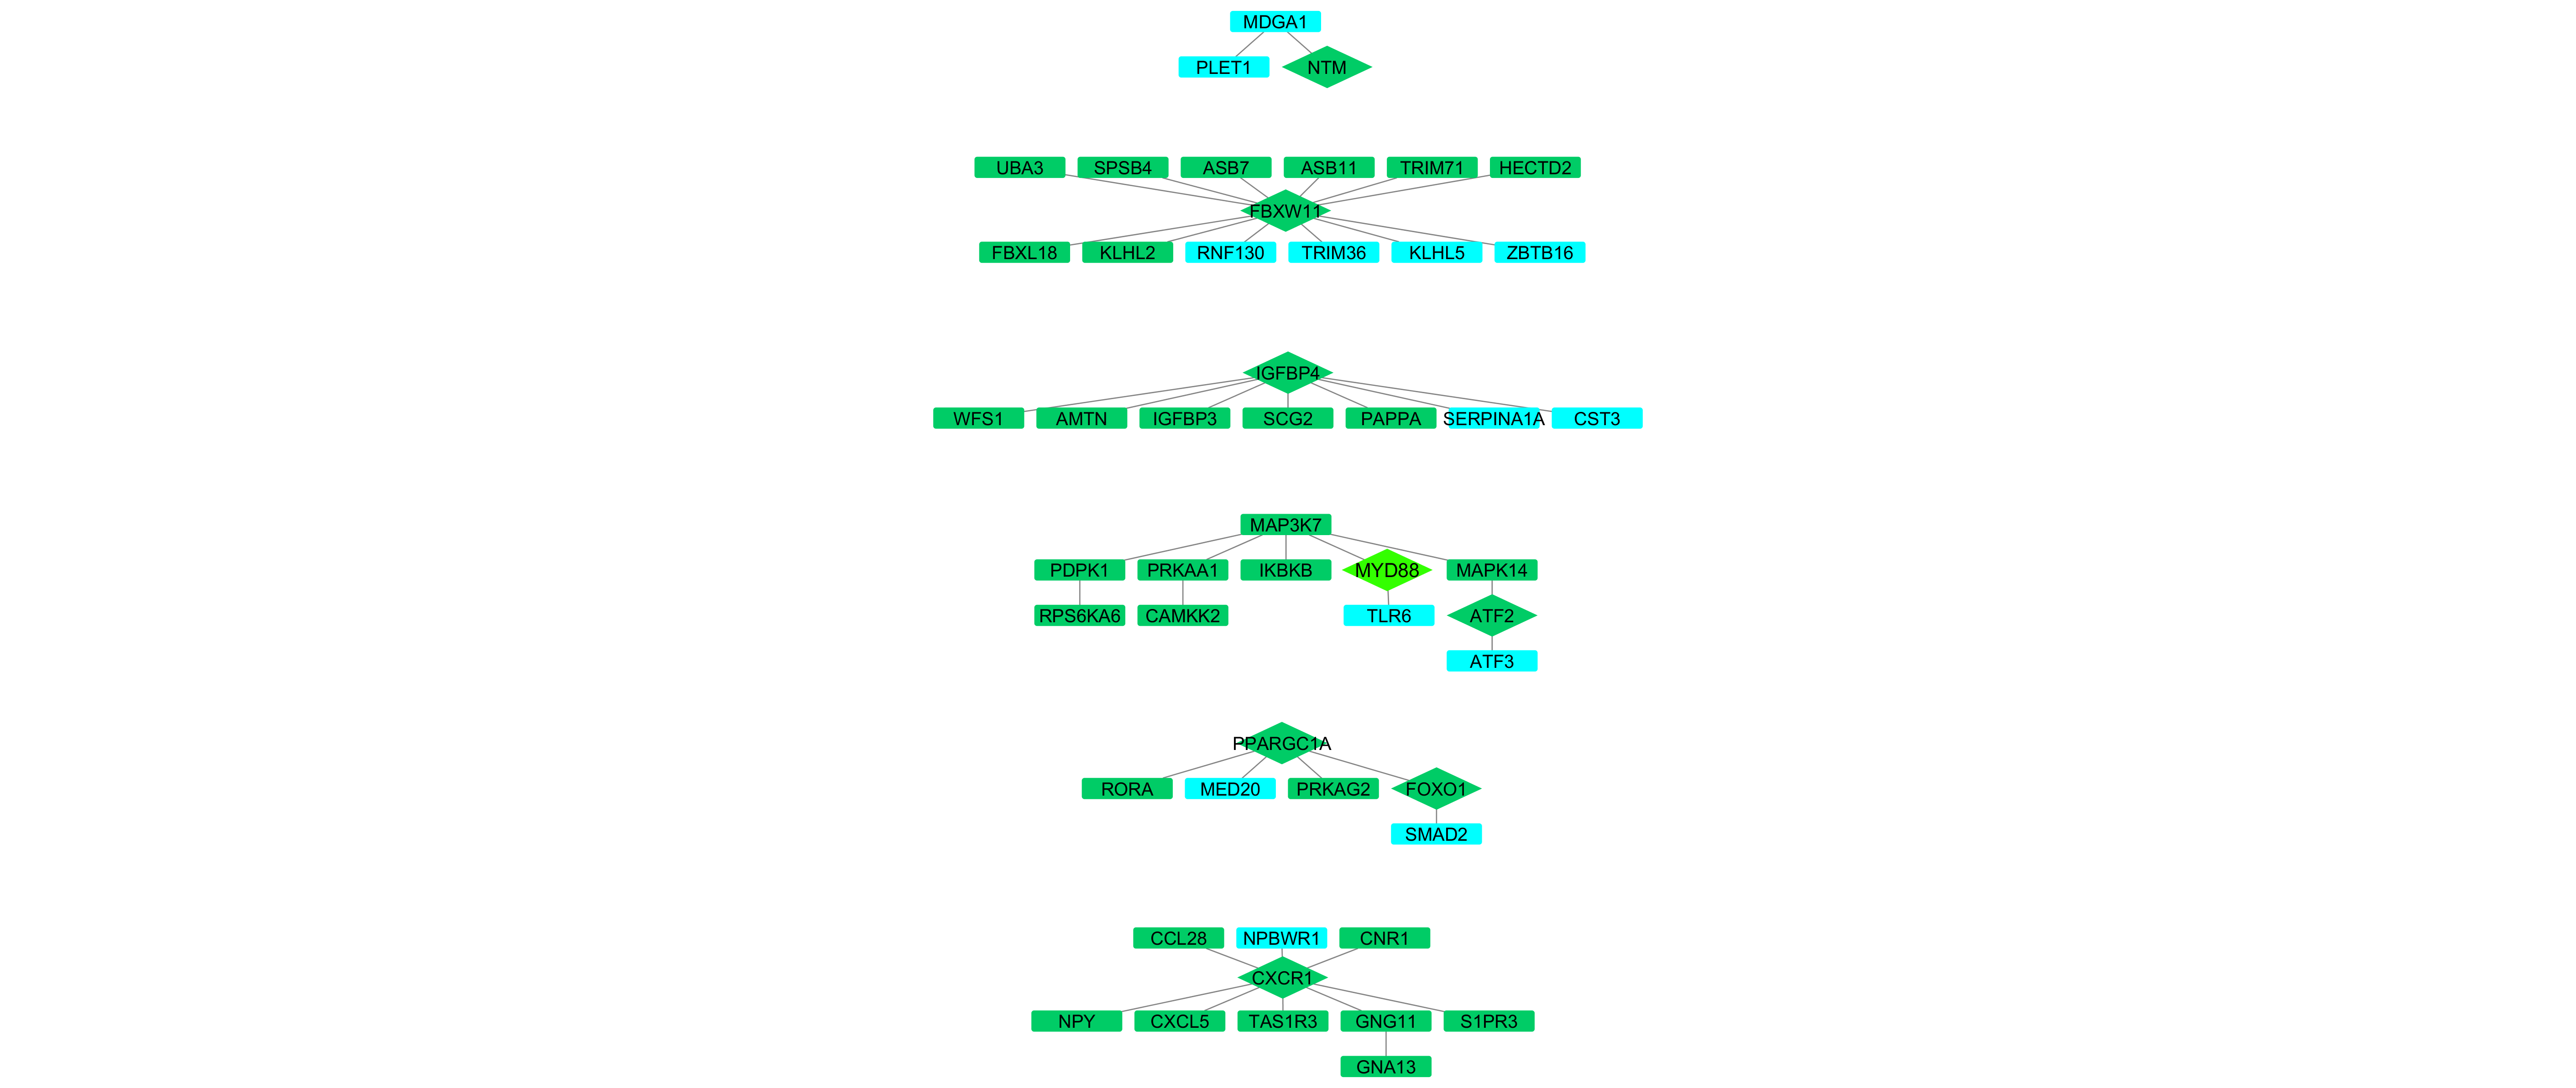 MDGA1
PLET1 NTM
UBA3 SPSB4 ASB7 ASB11 TRIM71 HECTD2
FBXW11
FBXL18 KLHL2 RNF130 TRIM36 KLHL5 ZBTB16
IGFBP4
WFS1 AMTN IGFBP3 SCG2 PAPPA SERPINA1A CST3
MAP3K7
PDPK1 PRKAA1 IKBKB MYD88 MAPK14
RPS6KA6 CAMKK2 TLR6 ATF2
ATF3
PPARGC1A
RORA MED20 PRKAG2 FOXO1
SMAD2
CCL28 NPBWR1 CNR1
CXCR1
NPY CXCL5 TAS1R3 GNG11 S1PR3
GNA13